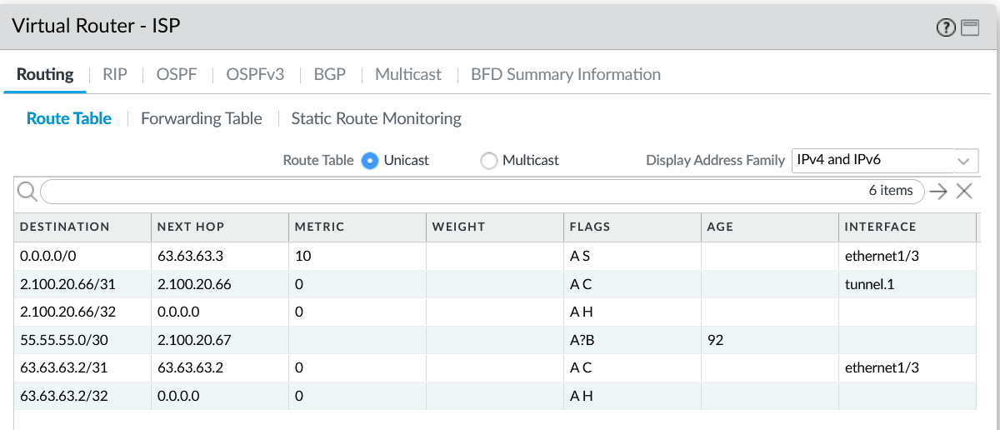 Virtual Router - ISP
Routing RIP OSPF OSPFv3 BGP Multicast BFD Summary Information
Route Table Forwarding Table Static Route Monitoring
Route Table Unicast Multicast Display Address Family IPv4 and IPv6
6 items
DESTINATION NEXT HOP METRIC WEIGHT FLAGS AGE INTERFACE
0.0.0.0/0 63.63.63.3 10 A S ethernet1/3
2.100.20.66/31 2.100.20.66 0 A C tunnel.1
2.100.20.66/32 0.0.0.0 0 A H
55.55.55.0/30 2.100.20.67 A?B 92
63.63.63.2/31 63.63.63.2 0 A C ethernet1/3
63.63.63.2/32 0.0.0.0 0 A H